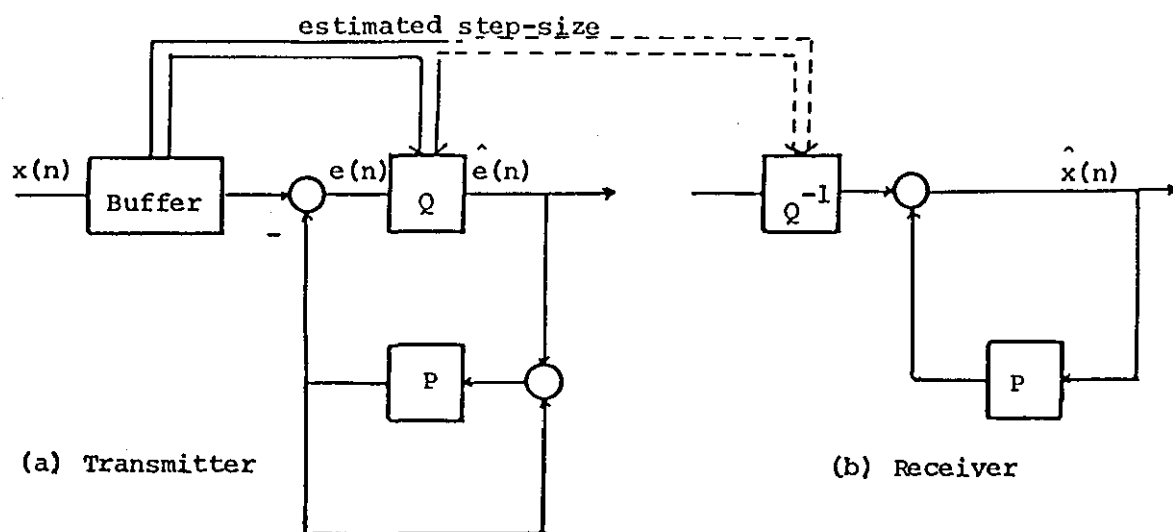 estimated step-size
x(n)
Buffer
-
e(n)
Q
ê(n)
P
(a) Transmitter
Q⁻¹
x̂(n)
P
(b) Receiver